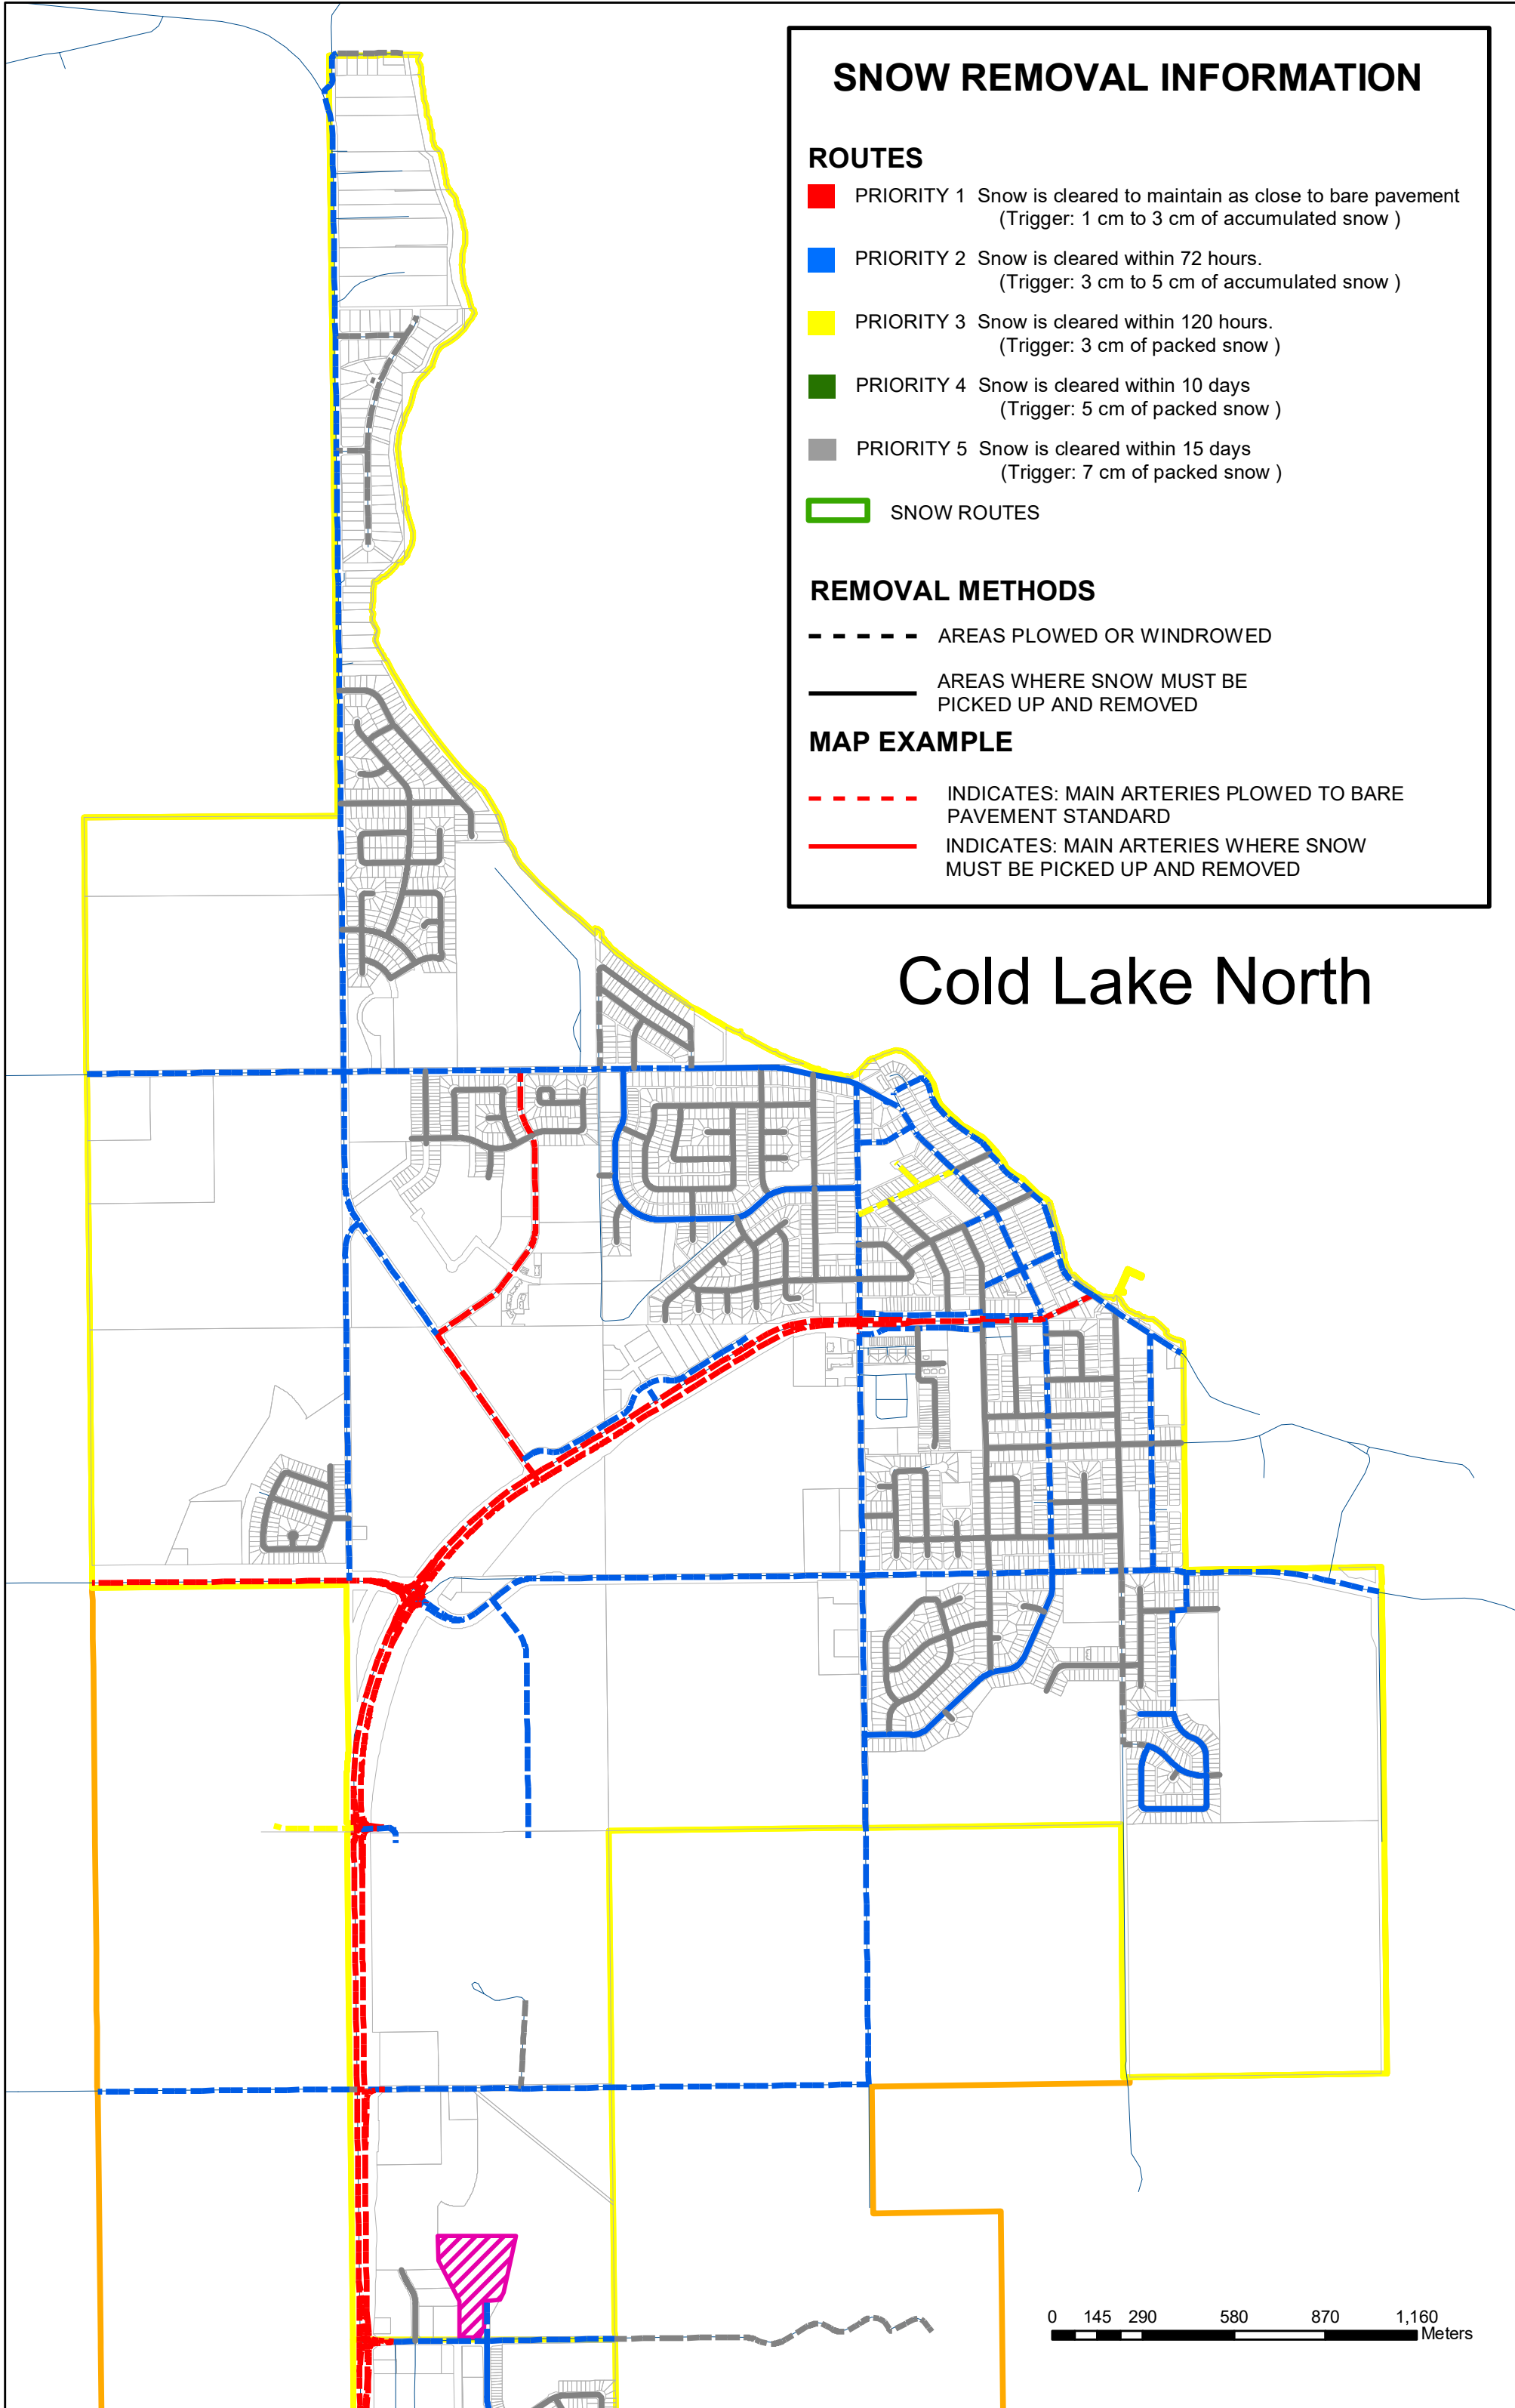 SNOW REMOVAL INFORMATION
ROUTES
PRIORITY 1 Snow is cleared to maintain as close to bare pavement
(Trigger: 1 cm to 3 cm of accumulated snow )
PRIORITY 2 Snow is cleared within 72 hours.
(Trigger: 3 cm to 5 cm of accumulated snow )
PRIORITY 3 Snow is cleared within 120 hours.
(Trigger: 3 cm of packed snow )
PRIORITY 4 Snow is cleared within 10 days
(Trigger: 5 cm of packed snow )
PRIORITY 5 Snow is cleared within 15 days
(Trigger: 7 cm of packed snow )
SNOW ROUTES
REMOVAL METHODS
AREAS PLOWED OR WINDROWED
AREAS WHERE SNOW MUST BE
PICKED UP AND REMOVED
MAP EXAMPLE
INDICATES: MAIN ARTERIES PLOWED TO BARE
PAVEMENT STANDARD
INDICATES: MAIN ARTERIES WHERE SNOW
MUST BE PICKED UP AND REMOVED
Cold Lake North
0 145 290 580 870 1,160
Meters